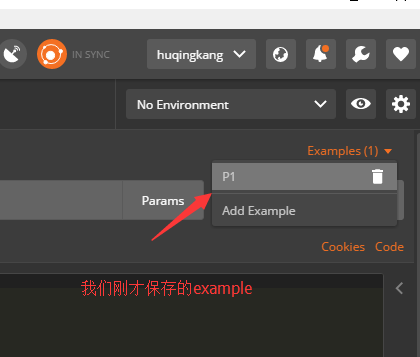 IN SYNC
huqingkang
No Environment
Examples (1)
P1
Params
Add Example
Cookies Code
我们刚才保存的example